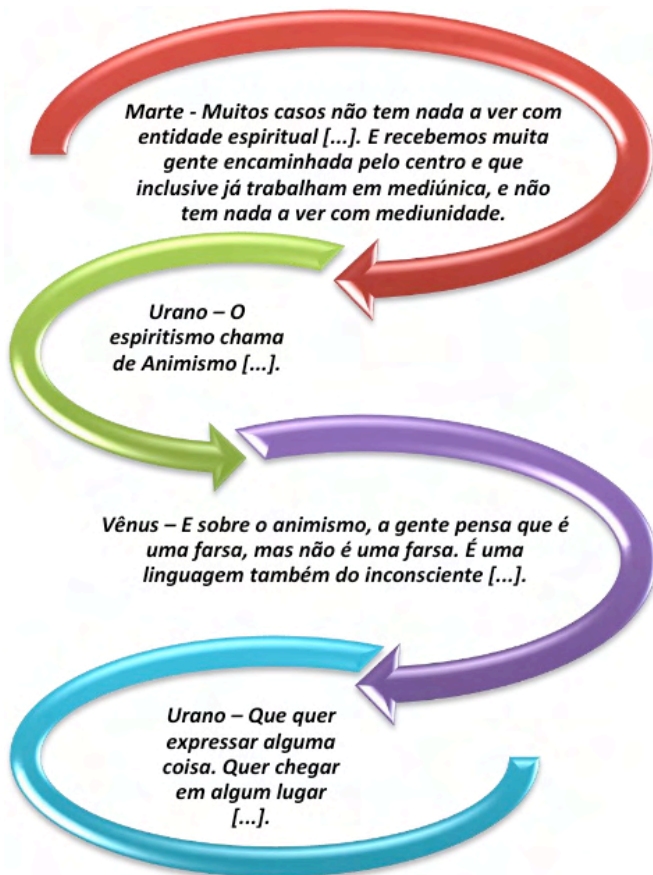 Marte - Muitos casos não tem nada a ver com
entidade espiritual [...]. E recebemos muita
gente encaminhada pelo centro e que
inclusive já trabalham em mediúnica, e não
tem nada a ver com mediunidade.
Urano – O
espiritismo chama
de Animismo [...].
Vênus – E sobre o animismo, a gente pensa que é
uma farsa, mas não é uma farsa. É uma
linguagem também do inconsciente [...].
Urano – Que quer
expressar alguma
coisa. Quer chegar
em algum lugar
[...].